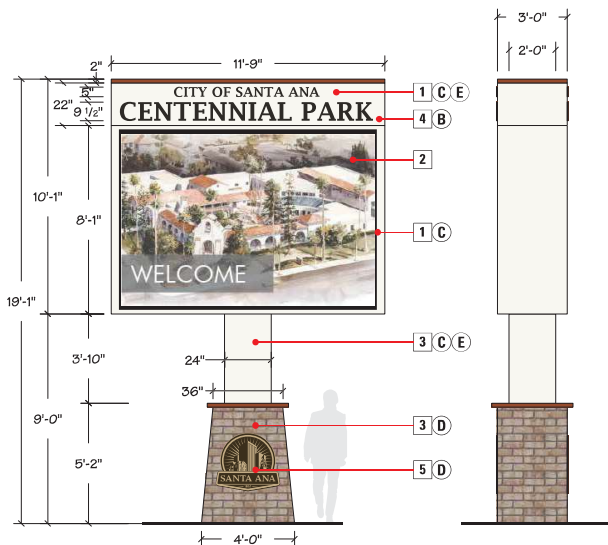 3'-0"
2'-0"
11'-9"
2"
5"
22"
9 1/2"
CITY OF SANTA ANA
CENTENNIAL PARK
1 C E
4 B
2
10'-1"
8'-1"
1 C
WELCOME
19'-1"
3'-10"
24"
3 C E
36"
9'-0"
3 D
5'-2"
SANTA ANA
5 D
4'-0"